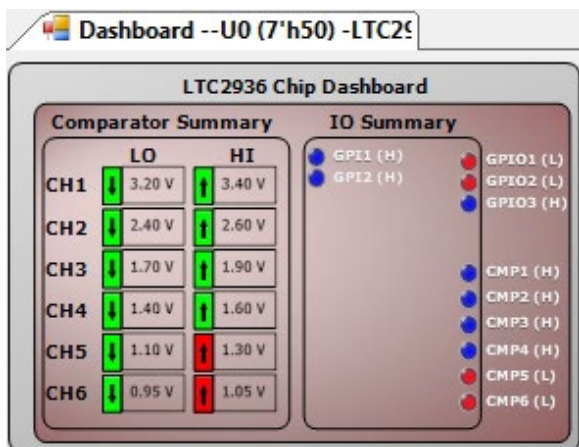 Dashboard --U0 (7'h50) -LTC29
LTC2936 Chip Dashboard
Comparator Summary
LO HI
CH1 3.20 V 3.40 V
CH2 2.40 V 2.60 V
CH3 1.70 V 1.90 V
CH4 1.40 V 1.60 V
CH5 1.10 V 1.30 V
CH6 0.95 V 1.05 V
IO Summary
GPI1 (H)
GPI2 (H)
GPIO1 (L)
GPIO2 (L)
GPIO3 (H)
CMP1 (H)
CMP2 (H)
CMP3 (H)
CMP4 (H)
CMP5 (L)
CMP6 (L)